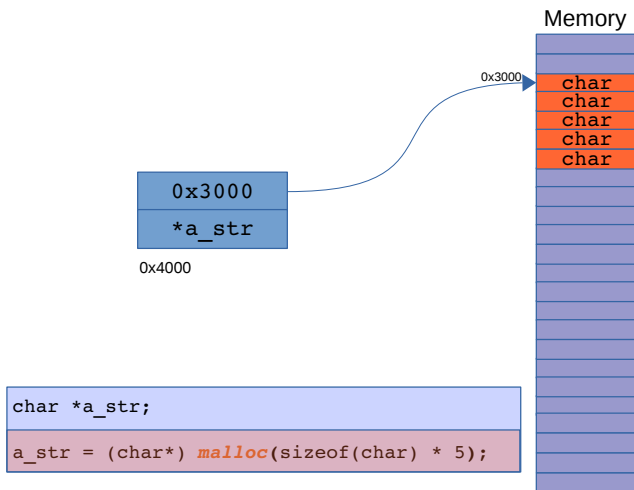 Memory
0x3000
char
char
char
char
char
0x3000
*a_str
0x4000
char *a_str;
a_str = (char*) malloc(sizeof(char) * 5);